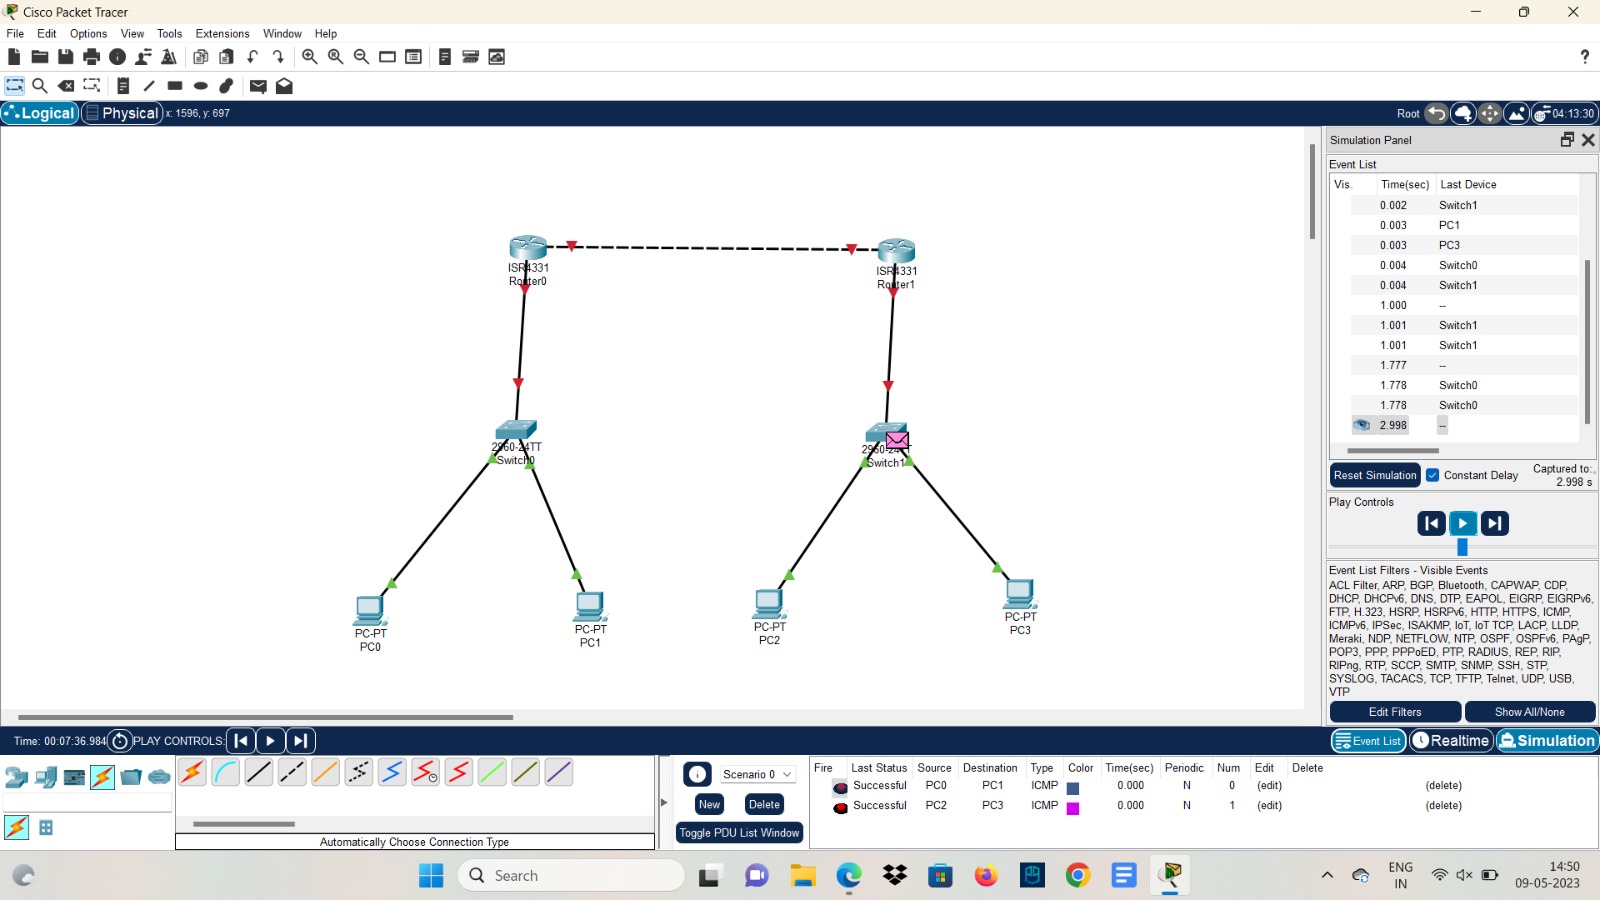 Cisco Packet Tracer
File Edit Options View Tools Extensions Window Help
?
Logical Physical x: 1596, y: 697
Root 04:13:30
Simulation Panel
Event List
Vis. Time(sec) Last Device
0.002 Switch1
0.003 PC1
0.003 PC3
0.004 Switch0
0.004 Switch1
1.000 --
1.001 Switch1
1.001 Switch1
1.777 --
1.778 Switch0
1.778 Switch0
2.998 --
Reset Simulation Constant Delay Captured to:
2.998 s
Play Controls
Event List Filters - Visible Events
ACL Filter, ARP, BGP, Bluetooth, CAPWAP, CDP,
DHCP, DHCPv6, DNS, DTP, EAPOL, EIGRP, EIGRPv6,
FTP, H.323, HSRP, HSRPv6, HTTP, HTTPS, ICMP,
ICMPv6, IPSec, ISAKMP, IoT, IoT TCP, LACP, LLDP,
Meraki, NDP, NETFLOW, NTP, OSPF, OSPFv6, PAgP,
POP3, PPP, PPPoED, PTP, RADIUS, REP, RIP,
RIPng, RTP, SCCP, SMTP, SNMP, SSH, STP,
SYSLOG, TACACS, TCP, TFTP, Telnet, UDP, USB,
VTP
Edit Filters Show All/None
ISR4331
Router0
ISR4331
Router1
2960-24TT
Switch0
Switch1
PC-PT
PC0
PC-PT
PC1
PC-PT
PC2
PC-PT
PC3
Time: 00:07:36.984 PLAY CONTROLS:
Event List Realtime Simulation
Automatically Choose Connection Type
Scenario 0
New Delete
Toggle PDU List Window
Fire Last Status Source Destination Type Color Time(sec) Periodic Num Edit Delete
Successful PC0 PC1 ICMP 0.000 N 0 (edit) (delete)
Successful PC2 PC3 ICMP 0.000 N 1 (edit) (delete)
Search
ENG
IN
14:50
09-05-2023